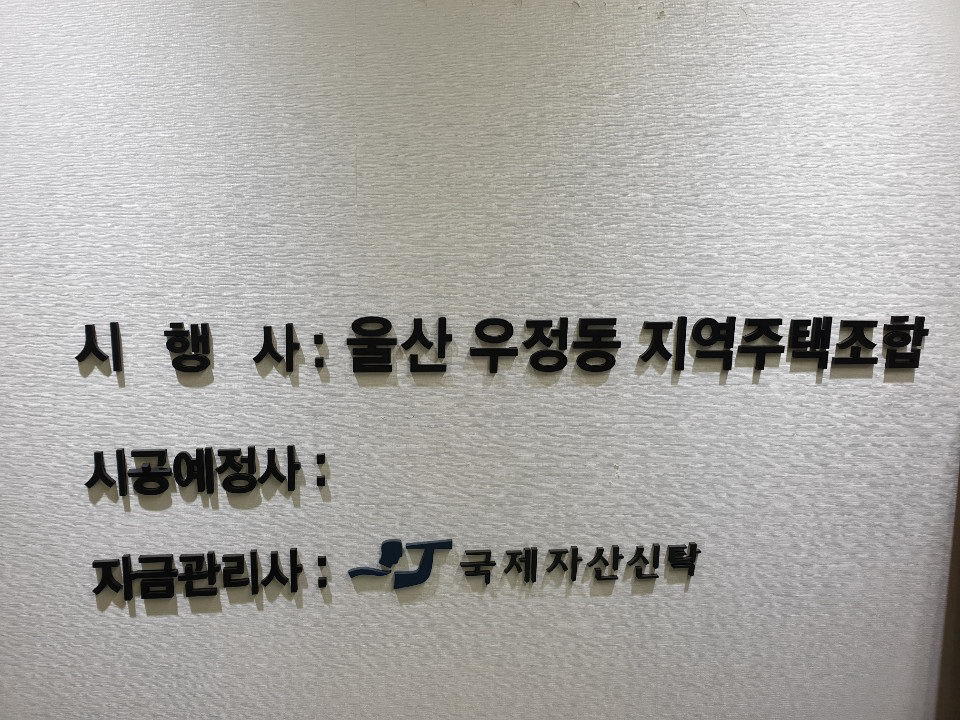 시 행 사 : 울산 우정동 지역주택조합
시공예정사 :
자금관리사 : 국제자산신탁